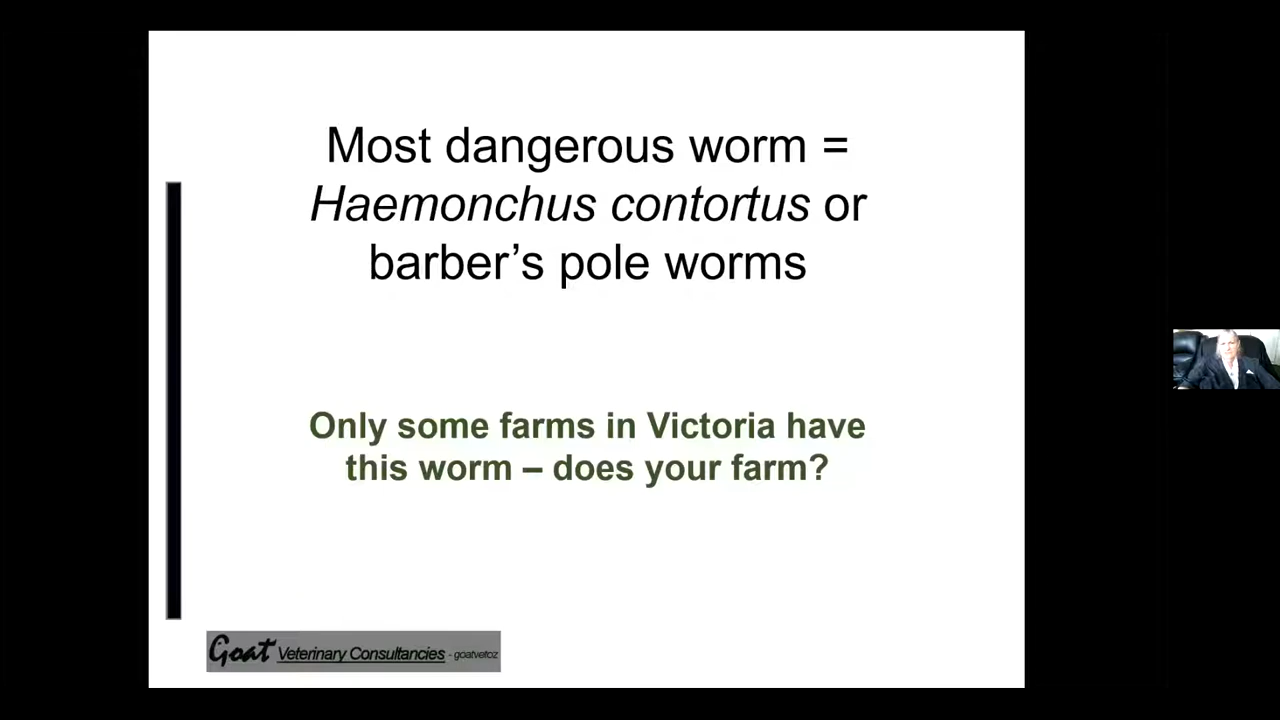 Most dangerous worm =
Haemonchus contortus or
barber’s pole worms
Only some farms in Victoria have
this worm – does your farm?
Goat Veterinary Consultancies - goatvetoz